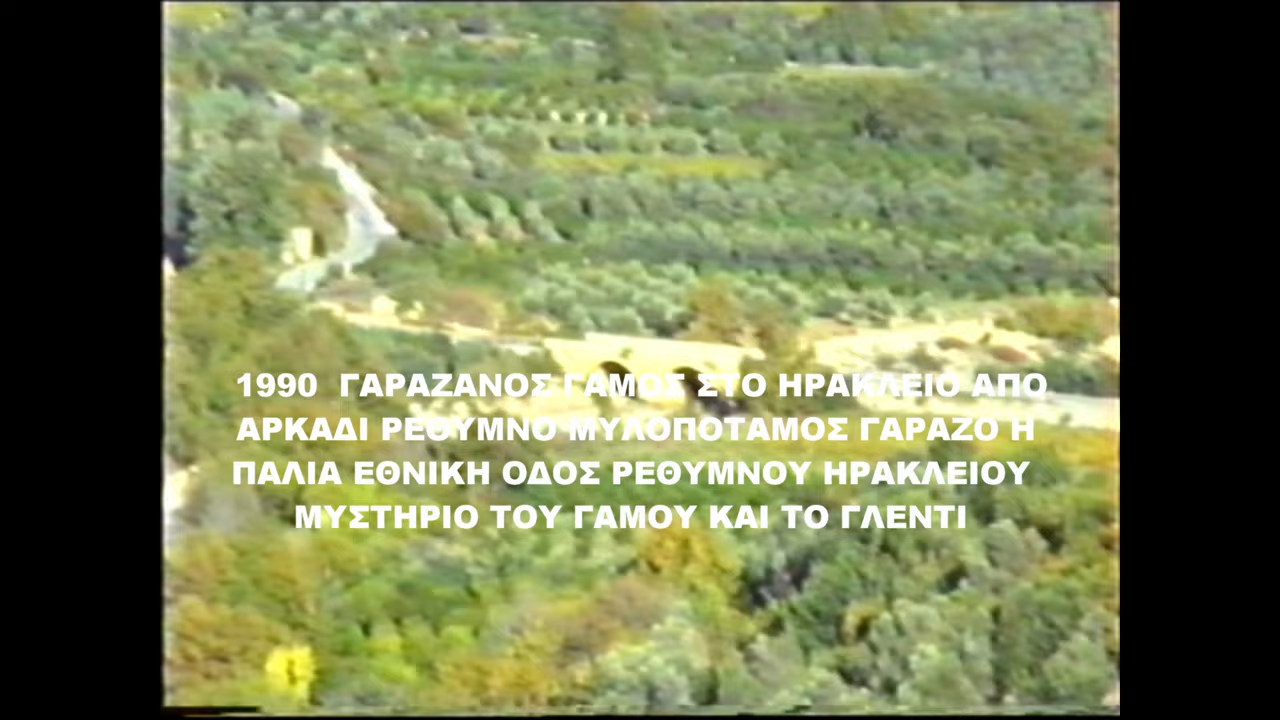 1990 ΓΑΡΑΖΑΝΟΣ ΓΑΜΟΣ ΣΤΟ ΗΡΑΚΛΕΙΟ ΑΠΟ
ΑΡΚΑΔΙ ΡΕΘΥΜΝΟ ΜΥΛΟΠΟΤΑΜΟΣ ΓΑΡΑΖΟ Η
ΠΑΛΙΑ ΕΘΝΙΚΗ ΟΔΟΣ ΡΕΘΥΜΝΟΥ ΗΡΑΚΛΕΙΟΥ
ΜΥΣΤΗΡΙΟ ΤΟΥ ΓΑΜΟΥ ΚΑΙ ΤΟ ΓΛΕΝΤΙ